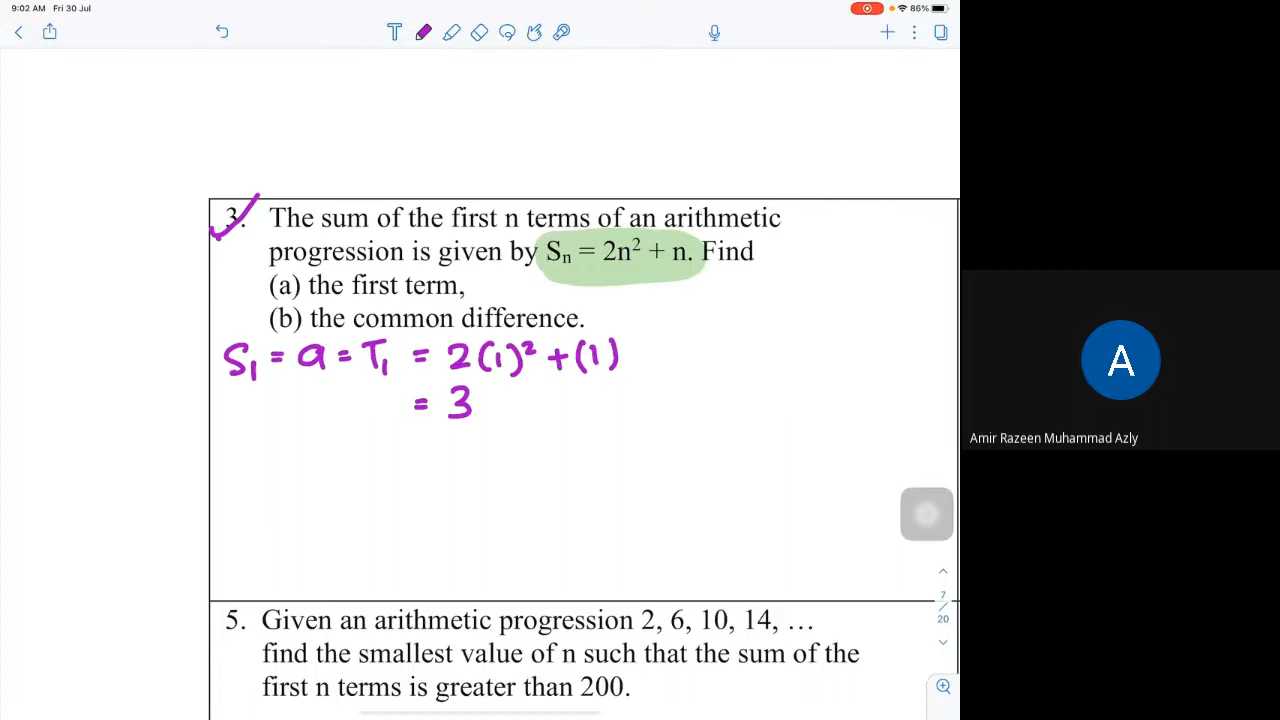 9:02 AM Fri 30 Jul
86%
T
3. The sum of the first n terms of an arithmetic
progression is given by Sₙ = 2n² + n. Find
(a) the first term,
(b) the common difference.
S₁ = a = T₁ = 2(1)² + (1)
= 3
A
Amir Razeen Muhammad Azly
7
/
20
5. Given an arithmetic progression 2, 6, 10, 14, …
find the smallest value of n such that the sum of the
first n terms is greater than 200.